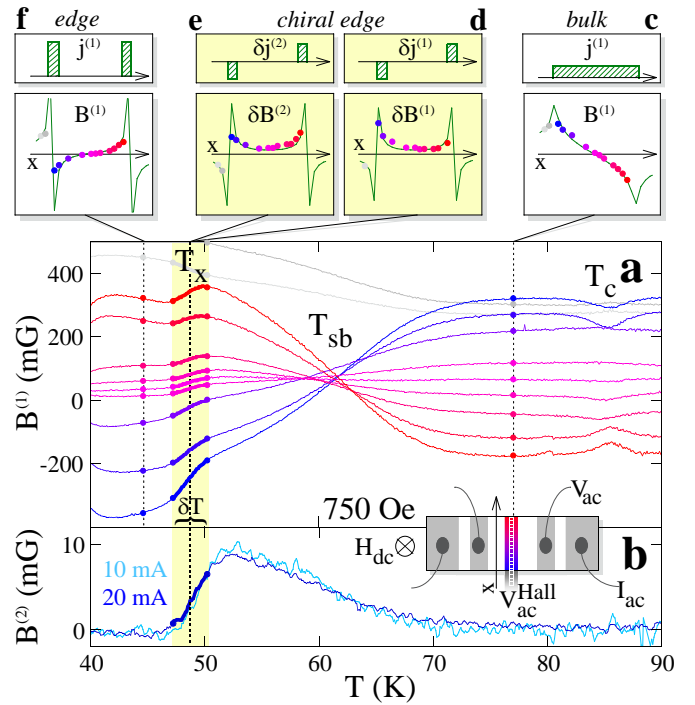 f edge
e chiral edge d
bulk c
j(1)
δj(2)
δj(1)
j(1)
B(1)
δB(2)
δB(1)
B(1)
x
x
x
x
400
200
0
-200
B(1) (mG)
Tx
Tsb
Tc
a
δT
750 Oe
Hdc
Vac
Iac
VacHall
x
b
10 mA
20 mA
10
0
B(2) (mG)
40 50 60 70 80 90
T (K)